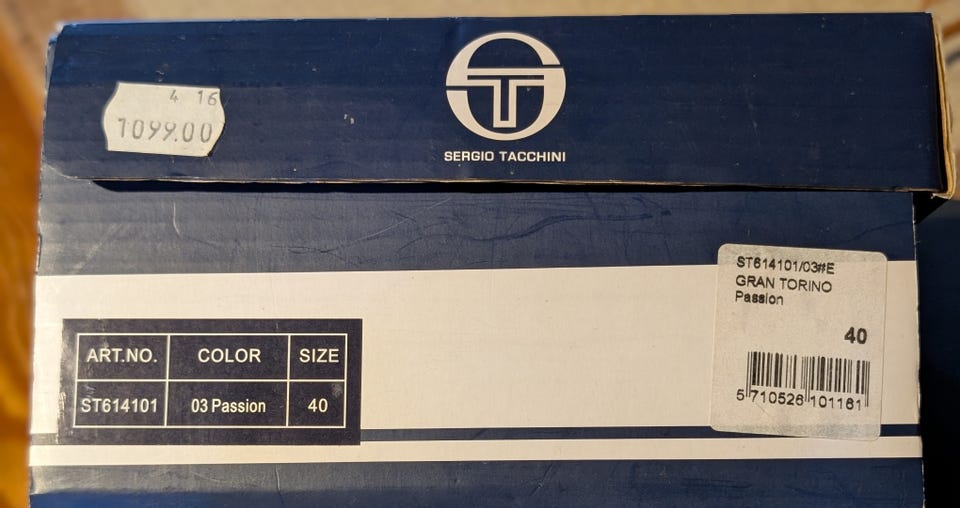 4 16
1099.00
SERGIO TACCHINI
ST614101/03#E
GRAN TORINO
Passion
40
5 710526 101161
ART.NO. COLOR SIZE
ST614101 03 Passion 40